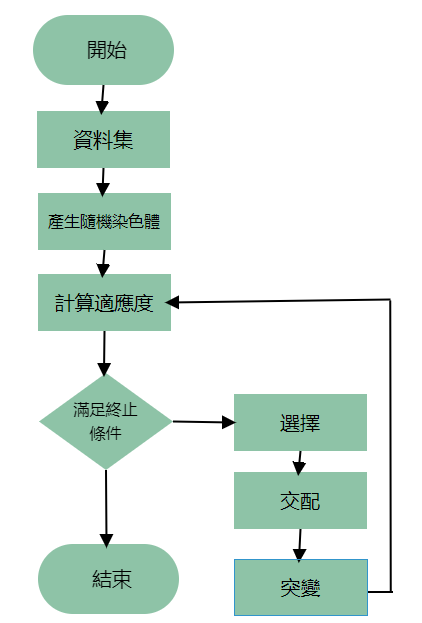 開始
資料集
產生隨機染色體
計算適應度
滿足終止
條件
選擇
交配
突變
結束